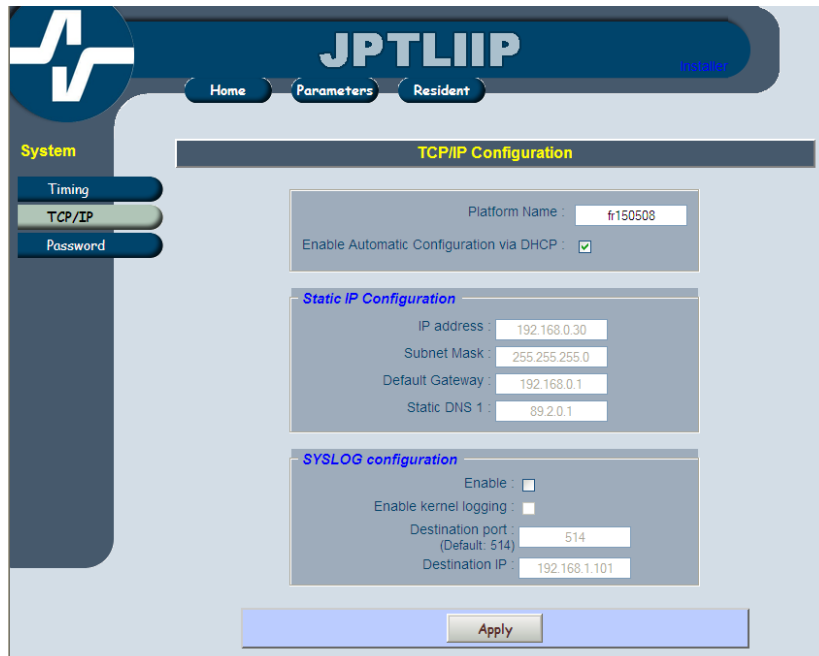 JPTLIIP
Installer
Home Parameters Resident
System
Timing
TCP/IP
Password
TCP/IP Configuration
Platform Name : fr150508
Enable Automatic Configuration via DHCP :
Static IP Configuration
IP address : 192.168.0.30
Subnet Mask : 255.255.255.0
Default Gateway : 192.168.0.1
Static DNS 1 : 89.2.0.1
SYSLOG configuration
Enable :
Enable kernel logging :
Destination port : 514
(Default: 514)
Destination IP : 192.168.1.101
Apply